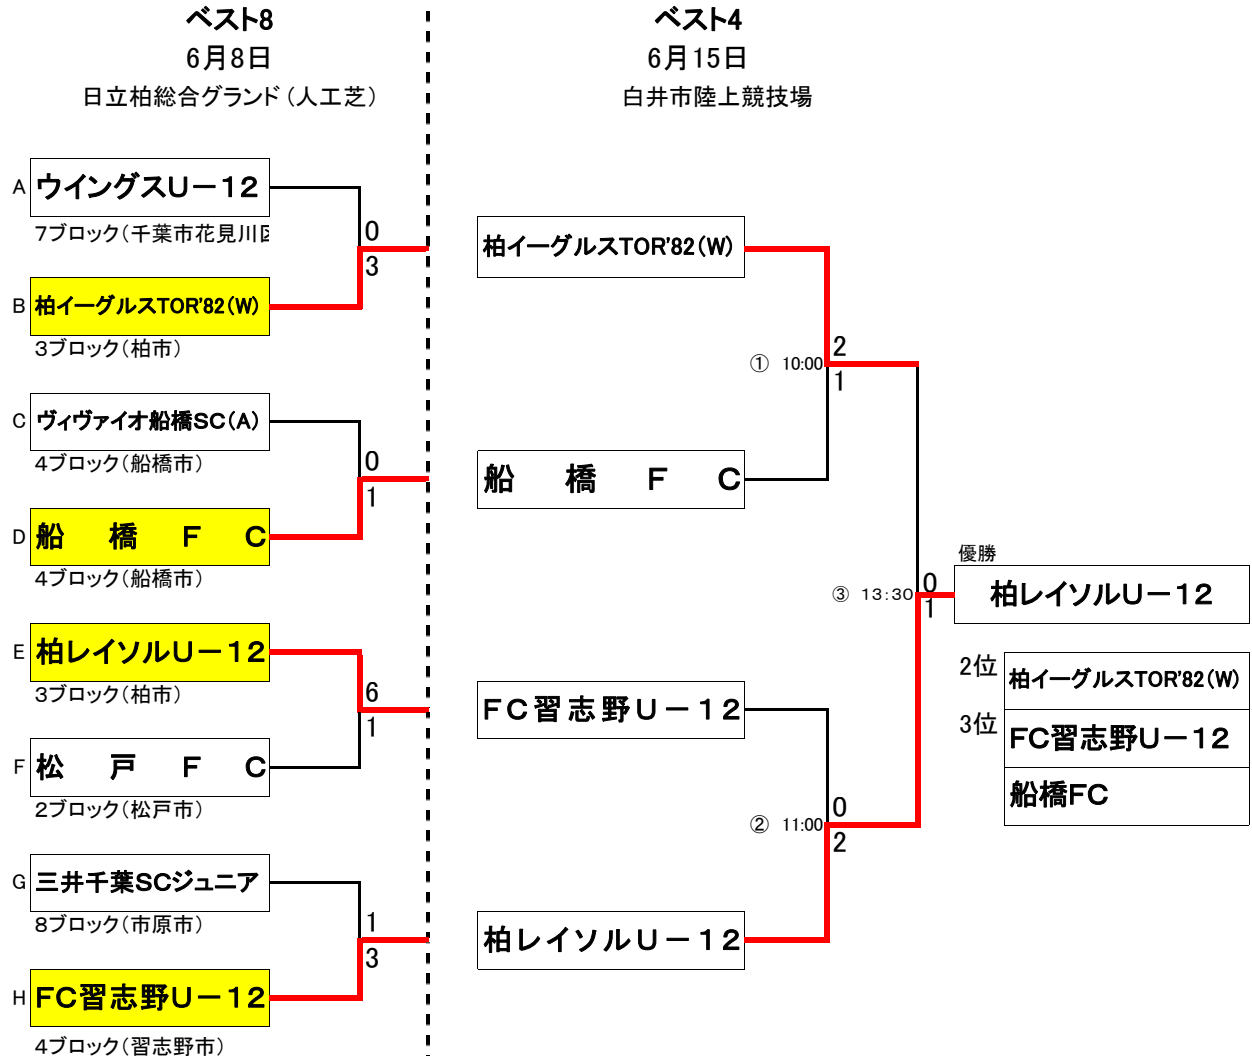 ベスト8
6月8日
日立柏総合グランド（人工芝）
A ウイングスU－12
7ブロック（千葉市花見川区
0
3
B 柏イーグルスTOR'82（W）
3ブロック（柏市）
C ヴィヴァイオ船橋SC（A）
4ブロック（船橋市）
0
1
D 船橋FC
4ブロック（船橋市）
E 柏レイソルU－12
3ブロック（柏市）
6
1
F 松戸FC
2ブロック（松戸市）
G 三井千葉SCジュニア
8ブロック（市原市）
1
3
H FC習志野U－12
4ブロック（習志野市）
ベスト4
6月15日
白井市陸上競技場
柏イーグルスTOR'82（W）
2
① 10:00
1
船橋FC
FC習志野U－12
0
② 11:00
2
柏レイソルU－12
0
③ 13:30
1
優勝
柏レイソルU－12
2位 柏イーグルスTOR'82（W）
3位 FC習志野U－12
船橋FC